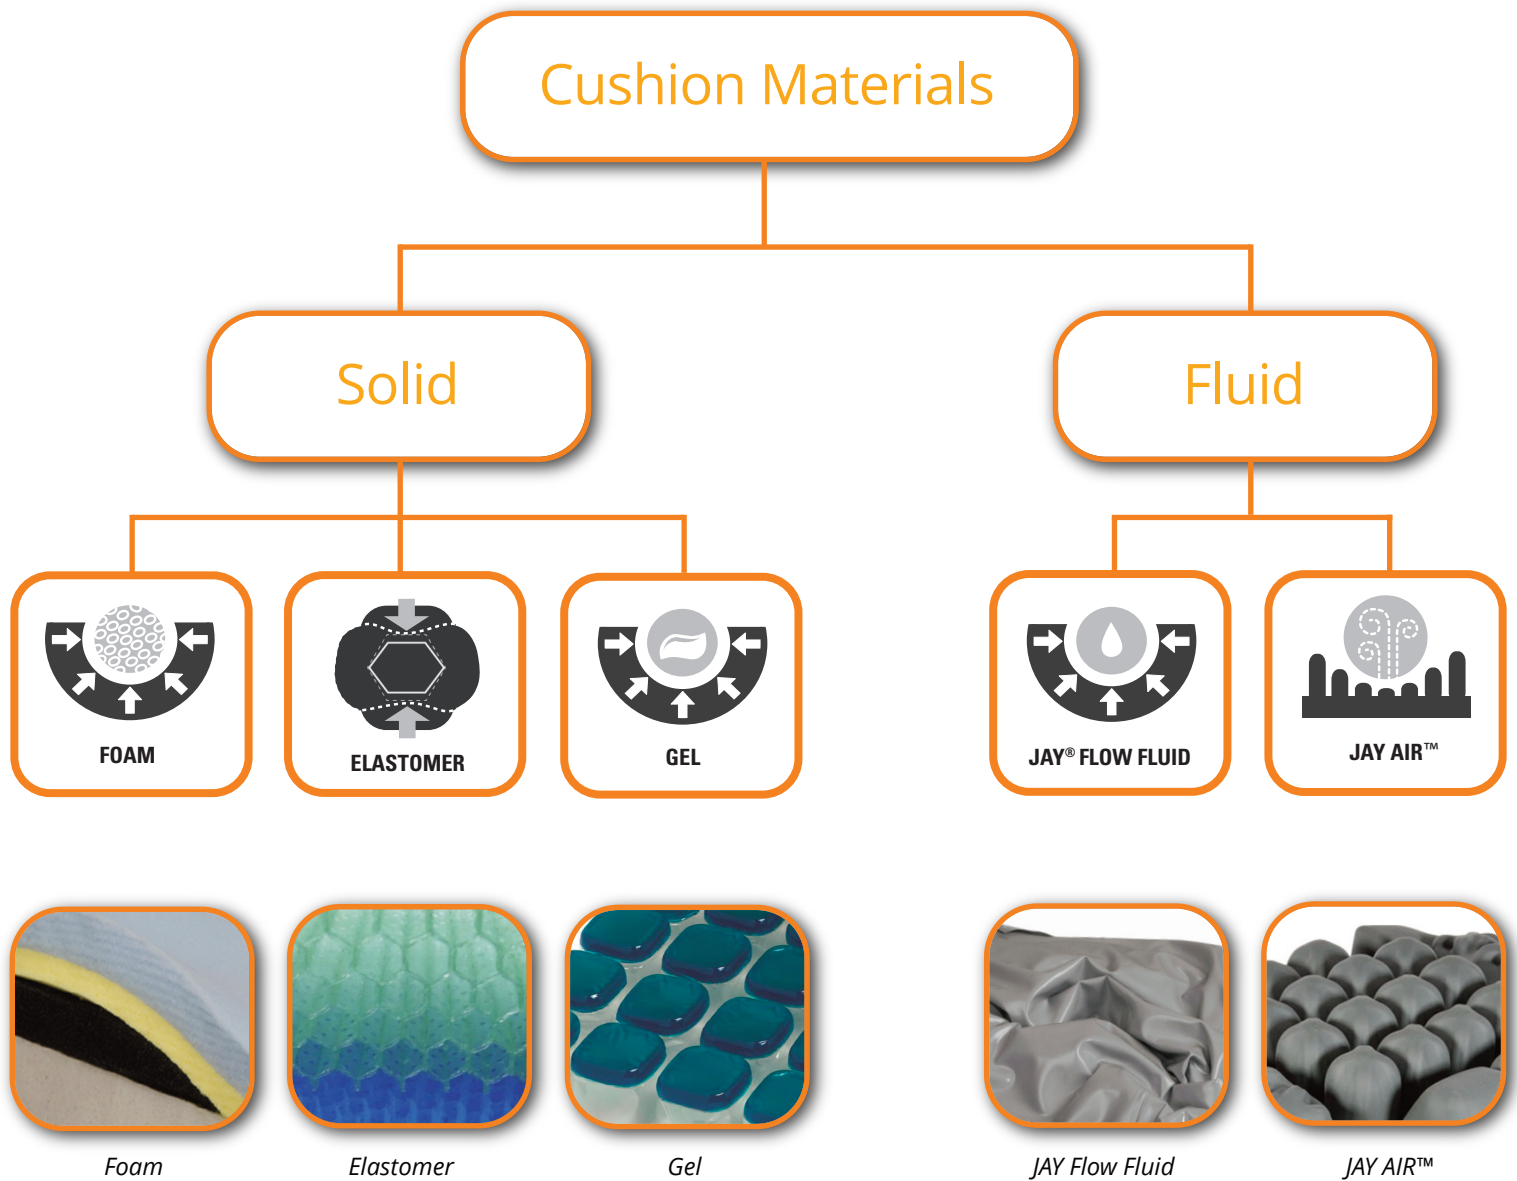 Cushion Materials
Solid
Fluid
FOAM
ELASTOMER
GEL
JAY® FLOW FLUID
JAY AIR™
Foam
Elastomer
Gel
JAY Flow Fluid
JAY AIR™